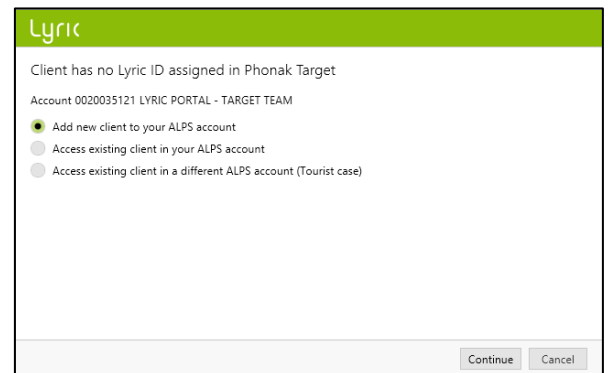 Lyric
Client has no Lyric ID assigned in Phonak Target
Account 0020035121 LYRIC PORTAL - TARGET TEAM
Add new client to your ALPS account
Access existing client in your ALPS account
Access existing client in a different ALPS account (Tourist case)
Continue Cancel